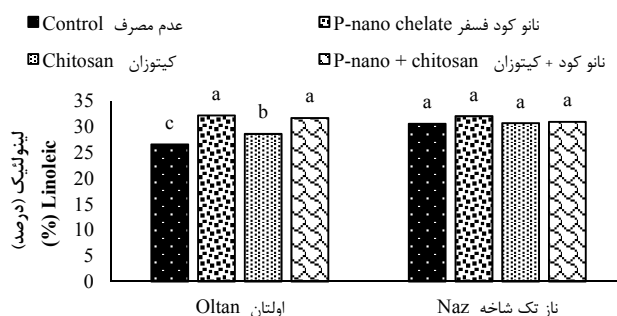 Control عدم مصرف
P-nano chelate نانو کود فسفر
Chitosan کیتوزان
P-nano + chitosan نانو کود + کیتوزان
لینولئیک (درصد)
(%) Linoleic
35
30
25
20
15
10
5
0
c a b a a a a a
Oltan اولتان
Naz ناز تک شاخه